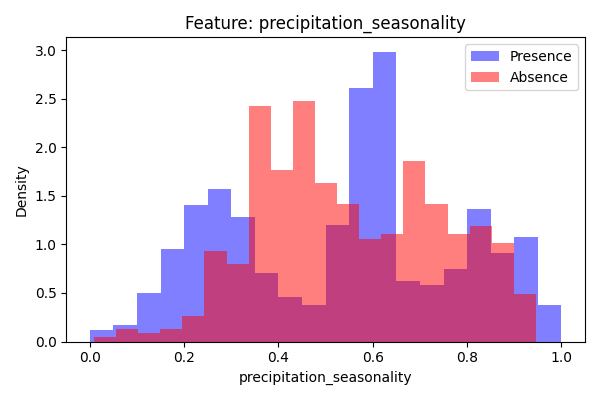 Feature: precipitation_seasonality
Presence
Absence
Density
3.0
2.5
2.0
1.5
1.0
0.5
0.0
0.0 0.2 0.4 0.6 0.8 1.0
precipitation_seasonality